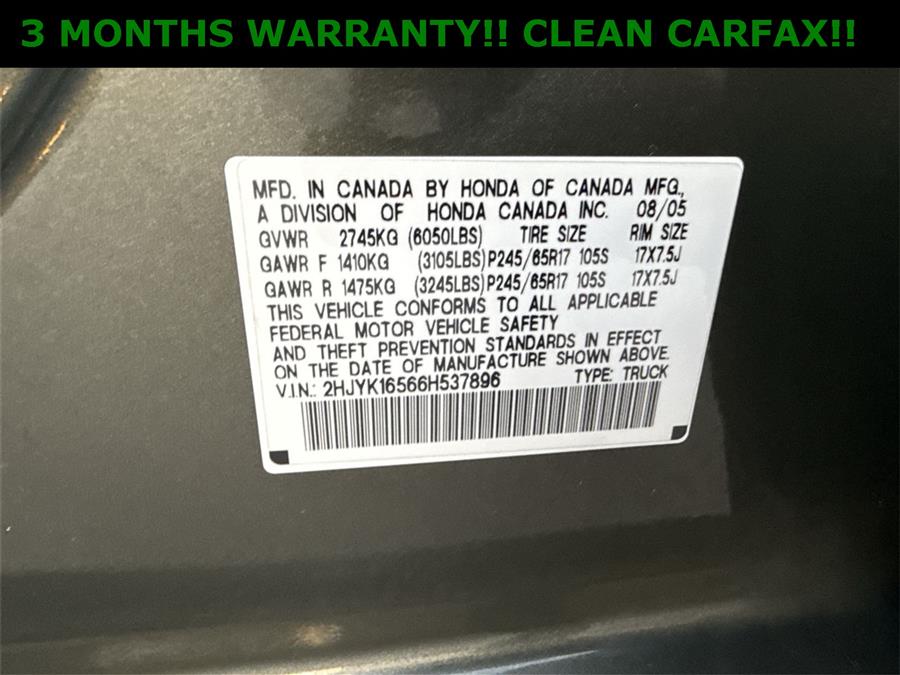 3 MONTHS WARRANTY!! CLEAN CARFAX!!
MFD. IN CANADA BY HONDA OF CANADA MFG.,
A DIVISION OF HONDA CANADA INC. 08/05
GVWR 2745KG (6050LBS) TIRE SIZE RIM SIZE
GAWR F 1410KG (3105LBS) P245/65R17 105S 17X7.5J
GAWR R 1475KG (3245LBS) P245/65R17 105S 17X7.5J
THIS VEHICLE CONFORMS TO ALL APPLICABLE
FEDERAL MOTOR VEHICLE SAFETY
AND THEFT PREVENTION STANDARDS IN EFFECT
ON THE DATE OF MANUFACTURE SHOWN ABOVE.
V.I.N.: 2HJYK16566H537896 TYPE: TRUCK